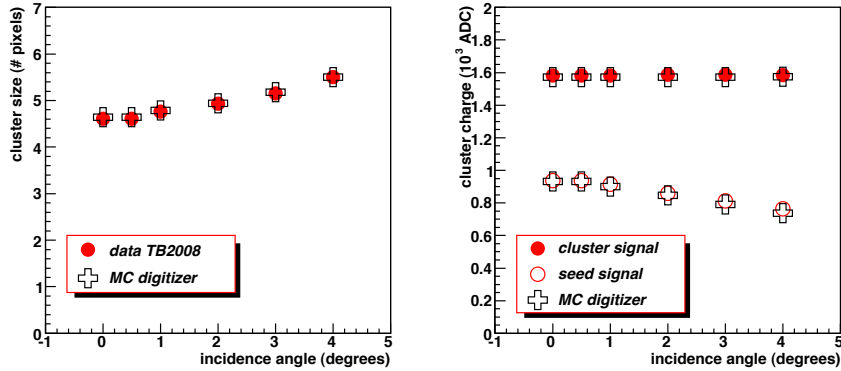 cluster size (# pixels)
7
6
5
4
3
2
1
0
data TB2008
MC digitizer
-1 0 1 2 3 4 5
incidence angle (degrees)
cluster charge (10³ ADC)
2
1.8
1.6
1.4
1.2
1
0.8
0.6
0.4
0.2
0
cluster signal
seed signal
MC digitizer
-1 0 1 2 3 4 5
incidence angle (degrees)